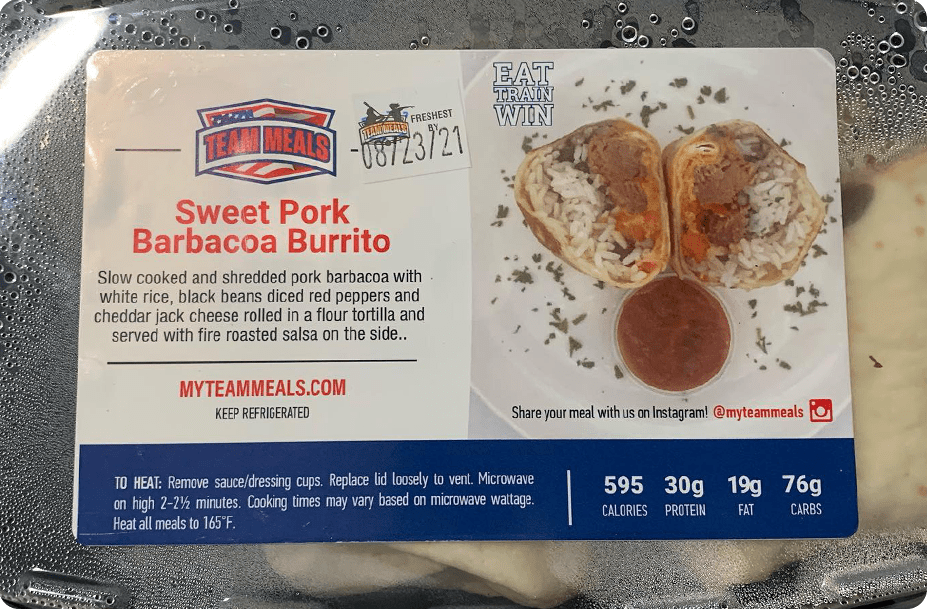 TEAM MEALS
TEAM MEALS
FRESHEST
BY
08/23/21
Sweet Pork
Barbacoa Burrito
Slow cooked and shredded pork barbacoa with
white rice, black beans diced red peppers and
cheddar jack cheese rolled in a flour tortilla and
served with fire roasted salsa on the side..
MYTEAMMEALS.COM
KEEP REFRIGERATED
EAT
TRAIN
WIN
Share your meal with us on Instagram! @myteammeals
TO HEAT: Remove sauce/dressing cups. Replace lid loosely to vent. Microwave
on high 2-2½ minutes. Cooking times may vary based on microwave wattage.
Heat all meals to 165°F.
595 30g 19g 76g
CALORIES PROTEIN FAT CARBS